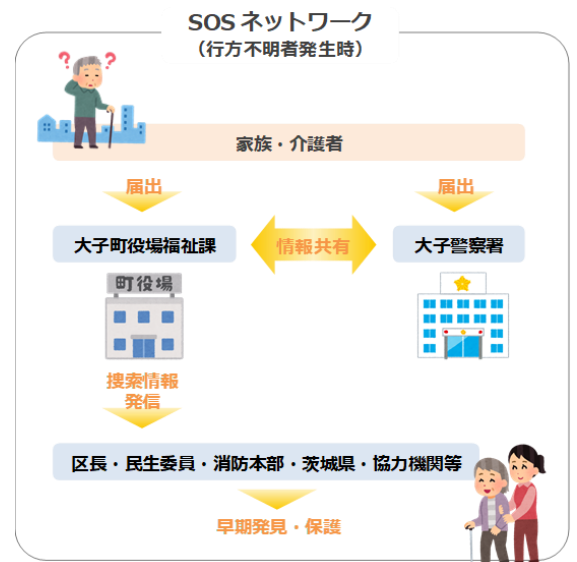 SOSネットワーク
（行方不明者発生時）
? ?
家族・介護者
届出 届出
大子町役場福祉課 情報共有 大子警察署
町役場
捜索情報
発信
区長・民生委員・消防本部・茨城県・協力機関等
早期発見・保護